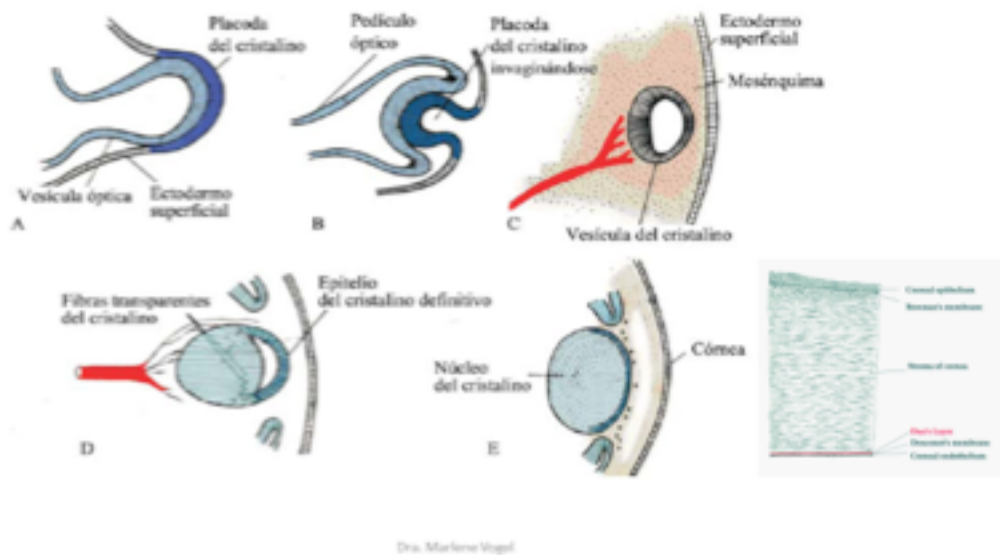 Placoda
del cristalino
Vesícula óptica
Ectodermo
superficial
A
Pedículo
óptico
Placoda
del cristalino
invaginándose
B
Ectodermo
superficial
Mesénquima
C
Vesícula del cristalino
Fibras transparentes
del cristalino
Epitelio
del cristalino definitivo
D
Núcleo
del cristalino
Córnea
E
Corneal epithelium
Bowman's membrane
Stroma of cornea
Dua's layer
Descemet's membrane
Corneal endothelium
Dra. Marlene Vogel